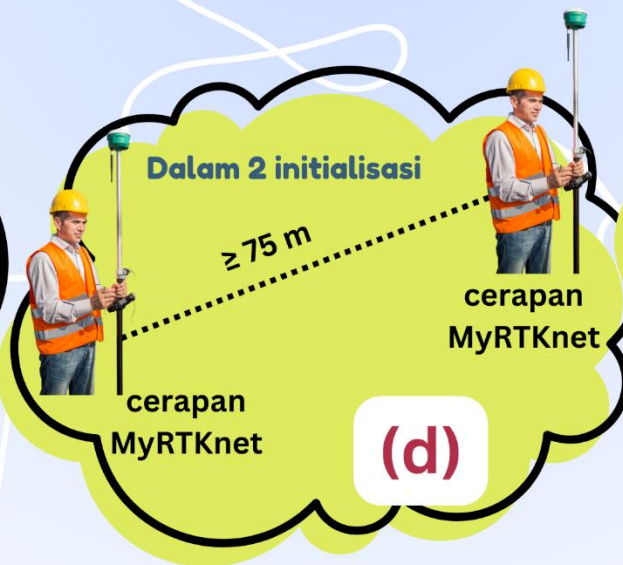 Dalam 2 initialisasi
≥ 75 m
cerapan
MyRTKnet
cerapan
MyRTKnet
(d)